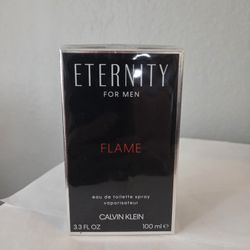 ETERNITY
FOR MEN
FLAME
eau de toilette spray
vaporisateur
CALVIN KLEIN
3.3 FL OZ 100 ml ℮